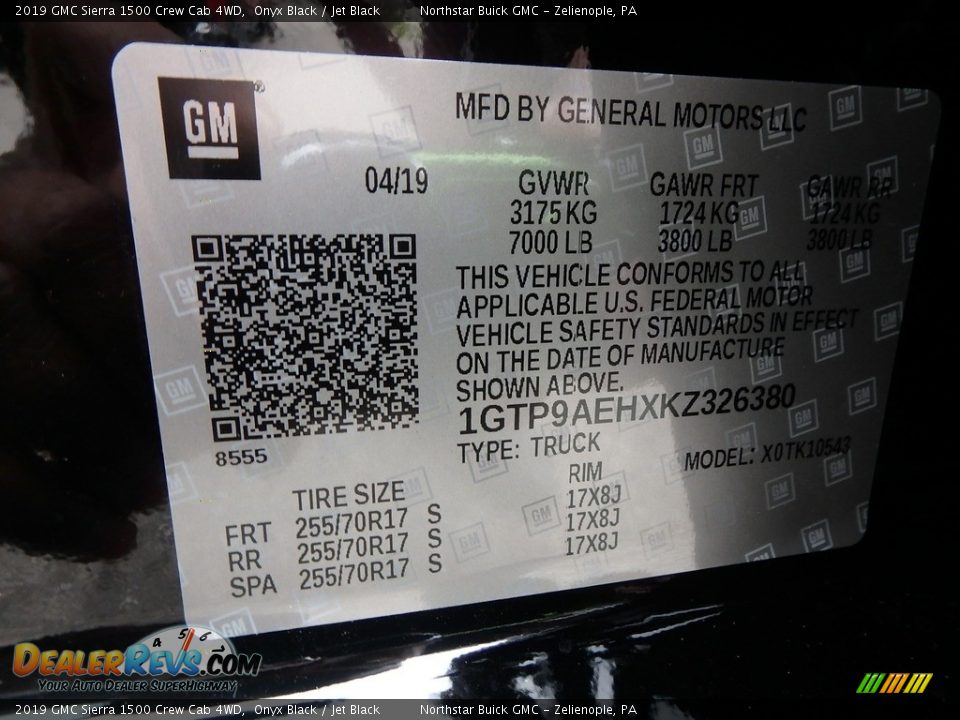 2019 GMC Sierra 1500 Crew Cab 4WD, Onyx Black / Jet Black Northstar Buick GMC - Zelienople, PA
GM®
MFD BY GENERAL MOTORS LLC
04/19
GVWR GAWR FRT GAWR RR
3175 KG 1724 KG 1724 KG
7000 LB 3800 LB 3800 LB
THIS VEHICLE CONFORMS TO ALL
APPLICABLE U.S. FEDERAL MOTOR
VEHICLE SAFETY STANDARDS IN EFFECT
ON THE DATE OF MANUFACTURE
SHOWN ABOVE.
1GTP9AEHXKZ326380
TYPE: TRUCK MODEL: X0TK10543
8555
TIRE SIZE RIM
FRT 255/70R17 S 17X8J
RR 255/70R17 S 17X8J
SPA 255/70R17 S 17X8J
4 5 6
DealerRevs.com
Your Auto Dealer SuperHighway
2019 GMC Sierra 1500 Crew Cab 4WD, Onyx Black / Jet Black Northstar Buick GMC - Zelienople, PA